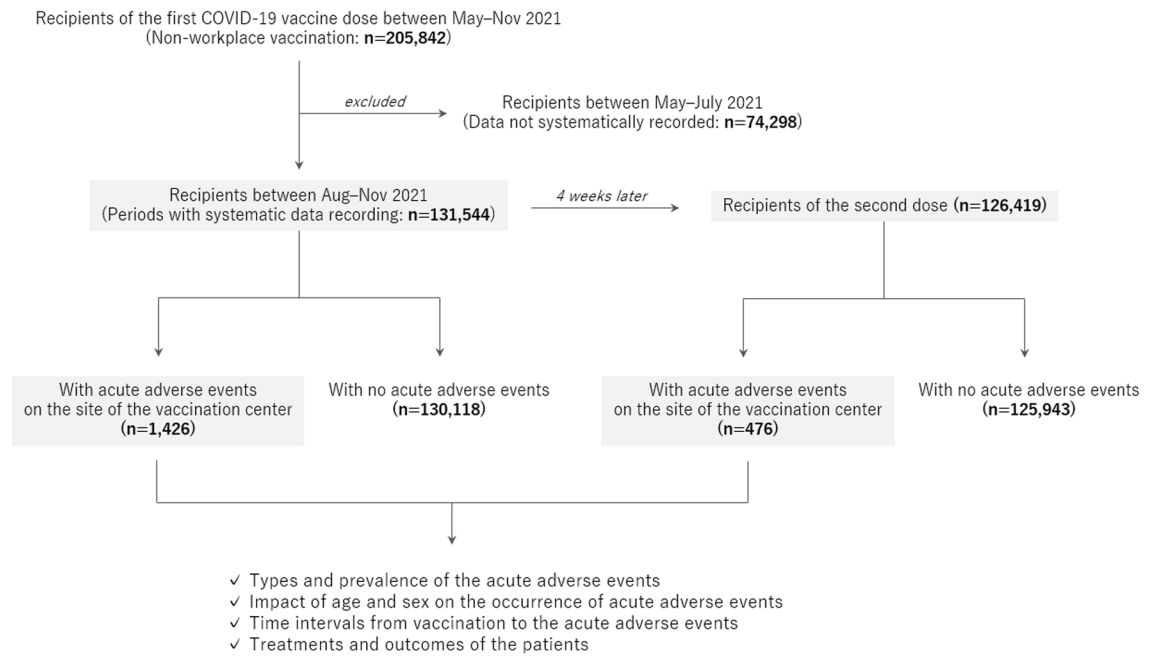 Recipients of the first COVID-19 vaccine dose between May–Nov 2021
(Non-workplace vaccination: n=205,842)
excluded
Recipients between May–July 2021
(Data not systematically recorded: n=74,298)
Recipients between Aug–Nov 2021
(Periods with systematic data recording: n=131,544)
4 weeks later
Recipients of the second dose (n=126,419)
With acute adverse events
on the site of the vaccination center
(n=1,426)
With no acute adverse events
(n=130,118)
With acute adverse events
on the site of the vaccination center
(n=476)
With no acute adverse events
(n=125,943)
✓ Types and prevalence of the acute adverse events
✓ Impact of age and sex on the occurrence of acute adverse events
✓ Time intervals from vaccination to the acute adverse events
✓ Treatments and outcomes of the patients